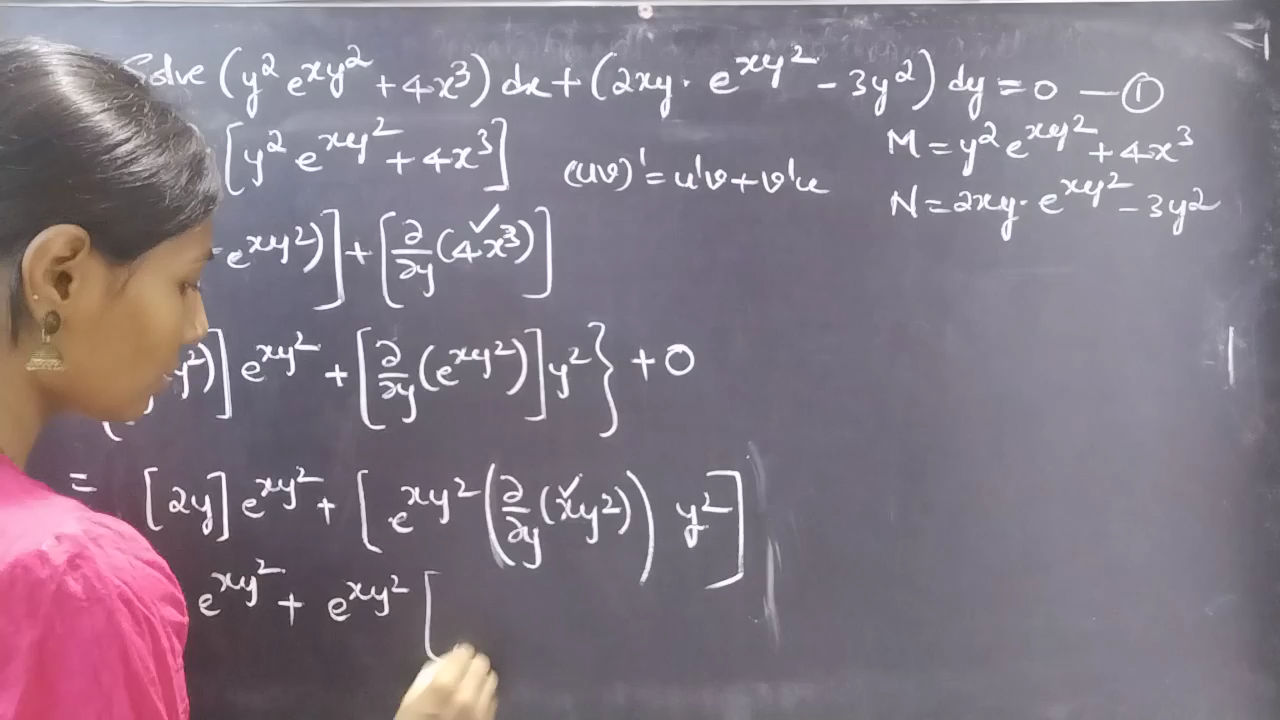 Solve (y² e^{xy²} + 4x³) dx + (2xy · e^{xy²} - 3y²) dy = 0 — ①
[y² e^{xy²} + 4x³]
(uv)' = u'v + v'u
M = y² e^{xy²} + 4x³
N = 2xy · e^{xy²} - 3y²
e^{xy²})] + [∂/∂y (4x³)]
y²)] e^{xy²} + [∂/∂y (e^{xy²})] y²} + 0
= [2y] e^{xy²} + [e^{xy²} (∂/∂y (xy²)) y²]
e^{xy²} + e^{xy²} [